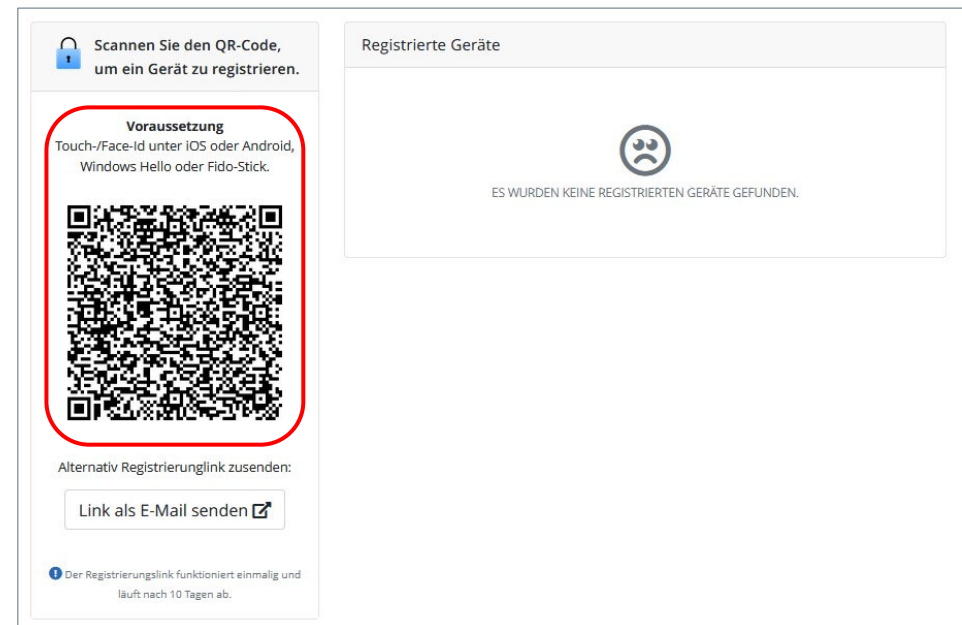 Scannen Sie den QR-Code,
um ein Gerät zu registrieren.
Voraussetzung
Touch-/Face-Id unter iOS oder Android,
Windows Hello oder Fido-Stick.
Alternativ Registrierunglink zusenden:
Link als E-Mail senden
Der Registrierungslink funktioniert einmalig und
läuft nach 10 Tagen ab.
Registrierte Geräte
ES WURDEN KEINE REGISTRIERTEN GERÄTE GEFUNDEN.